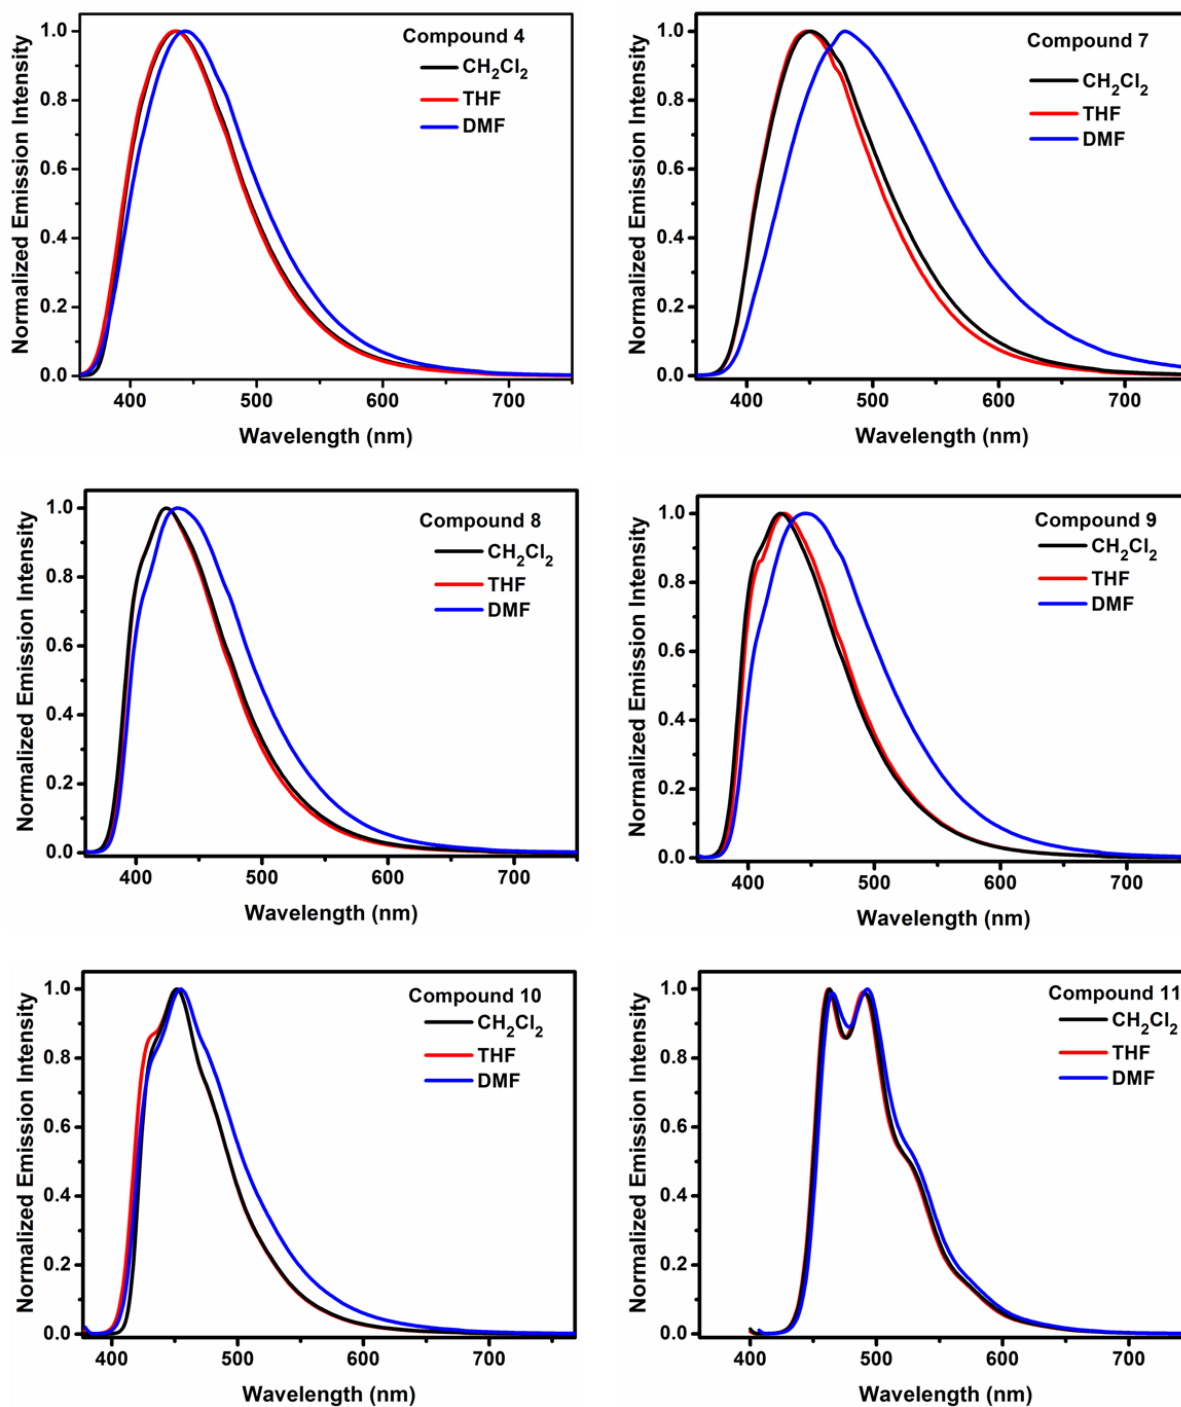 Compound 4
CH₂Cl₂
THF
DMF
Normalized Emission Intensity
1.0
0.8
0.6
0.4
0.2
0.0
400 500 600 700
Wavelength (nm)
Compound 7
CH₂Cl₂
THF
DMF
Normalized Emission Intensity
1.0
0.8
0.6
0.4
0.2
0.0
400 500 600 700
Wavelength (nm)
Compound 8
CH₂Cl₂
THF
DMF
Normalized Emission Intensity
1.0
0.8
0.6
0.4
0.2
0.0
400 500 600 700
Wavelength (nm)
Compound 9
CH₂Cl₂
THF
DMF
Normalized Emission Intensity
1.0
0.8
0.6
0.4
0.2
0.0
400 500 600 700
Wavelength (nm)
Compound 10
CH₂Cl₂
THF
DMF
Normalized Emission Intensity
1.0
0.8
0.6
0.4
0.2
0.0
400 500 600 700
Wavelength (nm)
Compound 11
CH₂Cl₂
THF
DMF
Normalized Emission Intensity
1.0
0.8
0.6
0.4
0.2
0.0
400 500 600 700
Wavelength (nm)